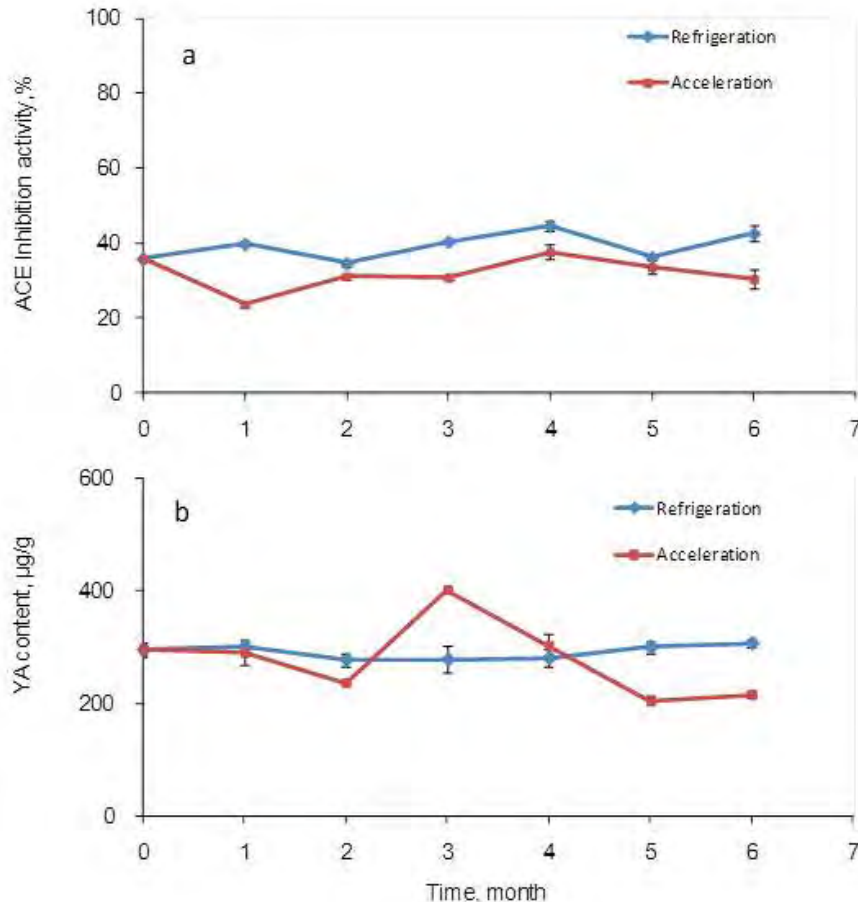 100
80
60
40
20
0
ACE Inhibition activity,%
a
Refrigeration
Acceleration
0 1 2 3 4 5 6 7
600
400
200
0
YA content, µg/g
b
Refrigeration
Acceleration
0 1 2 3 4 5 6 7
Time, month